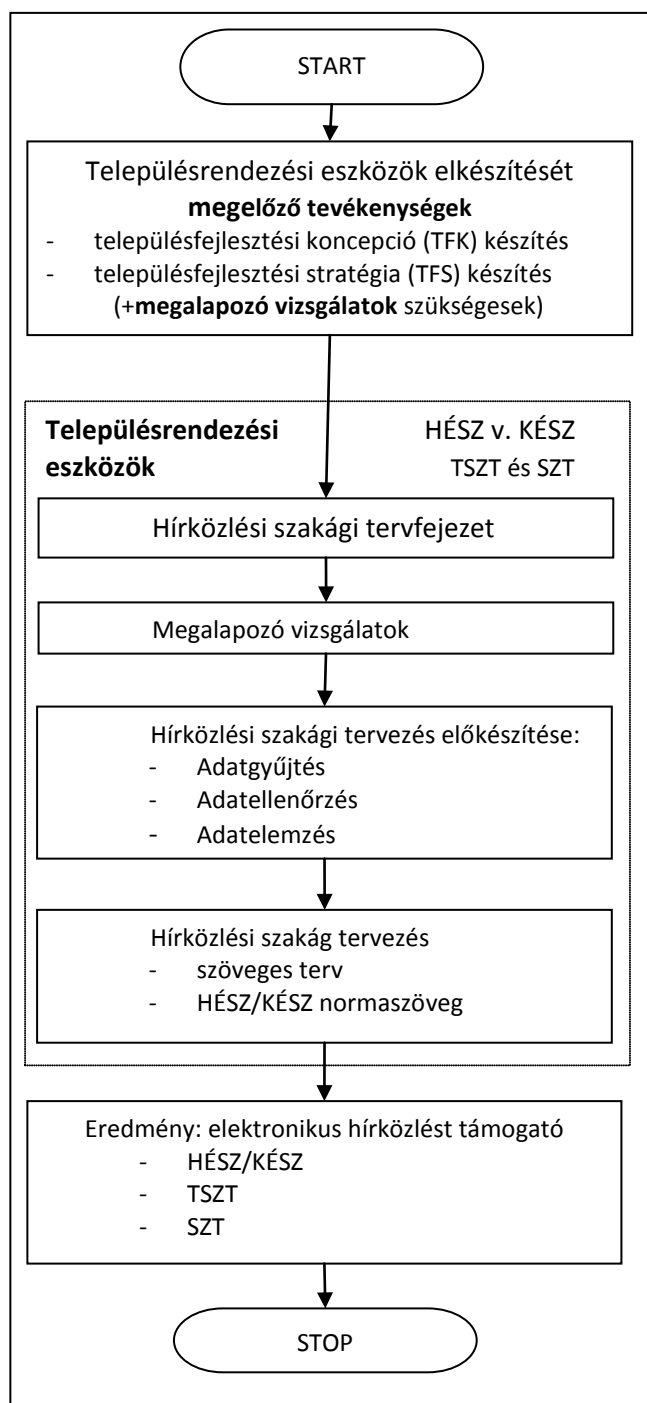 START
Településrendezési eszközök elkészítését
megelőző tevékenységek
- településfejlesztési koncepció (TFK) készítés
- településfejlesztési stratégia (TFS) készítés
(+megalapozó vizsgálatok szükségesek)
Településrendezési HÉSZ v. KÉSZ
eszközök TSZT és SZT
Hírközlési szakági tervfejezet
Megalapozó vizsgálatok
Hírközlési szakági tervezés előkészítése:
- Adatgyűjtés
- Adatellenőrzés
- Adatelemzés
Hírközlési szakág tervezés
- szöveges terv
- HÉSZ/KÉSZ normaszöveg
Eredmény: elektronikus hírközlést támogató
- HÉSZ/KÉSZ
- TSZT
- SZT
STOP